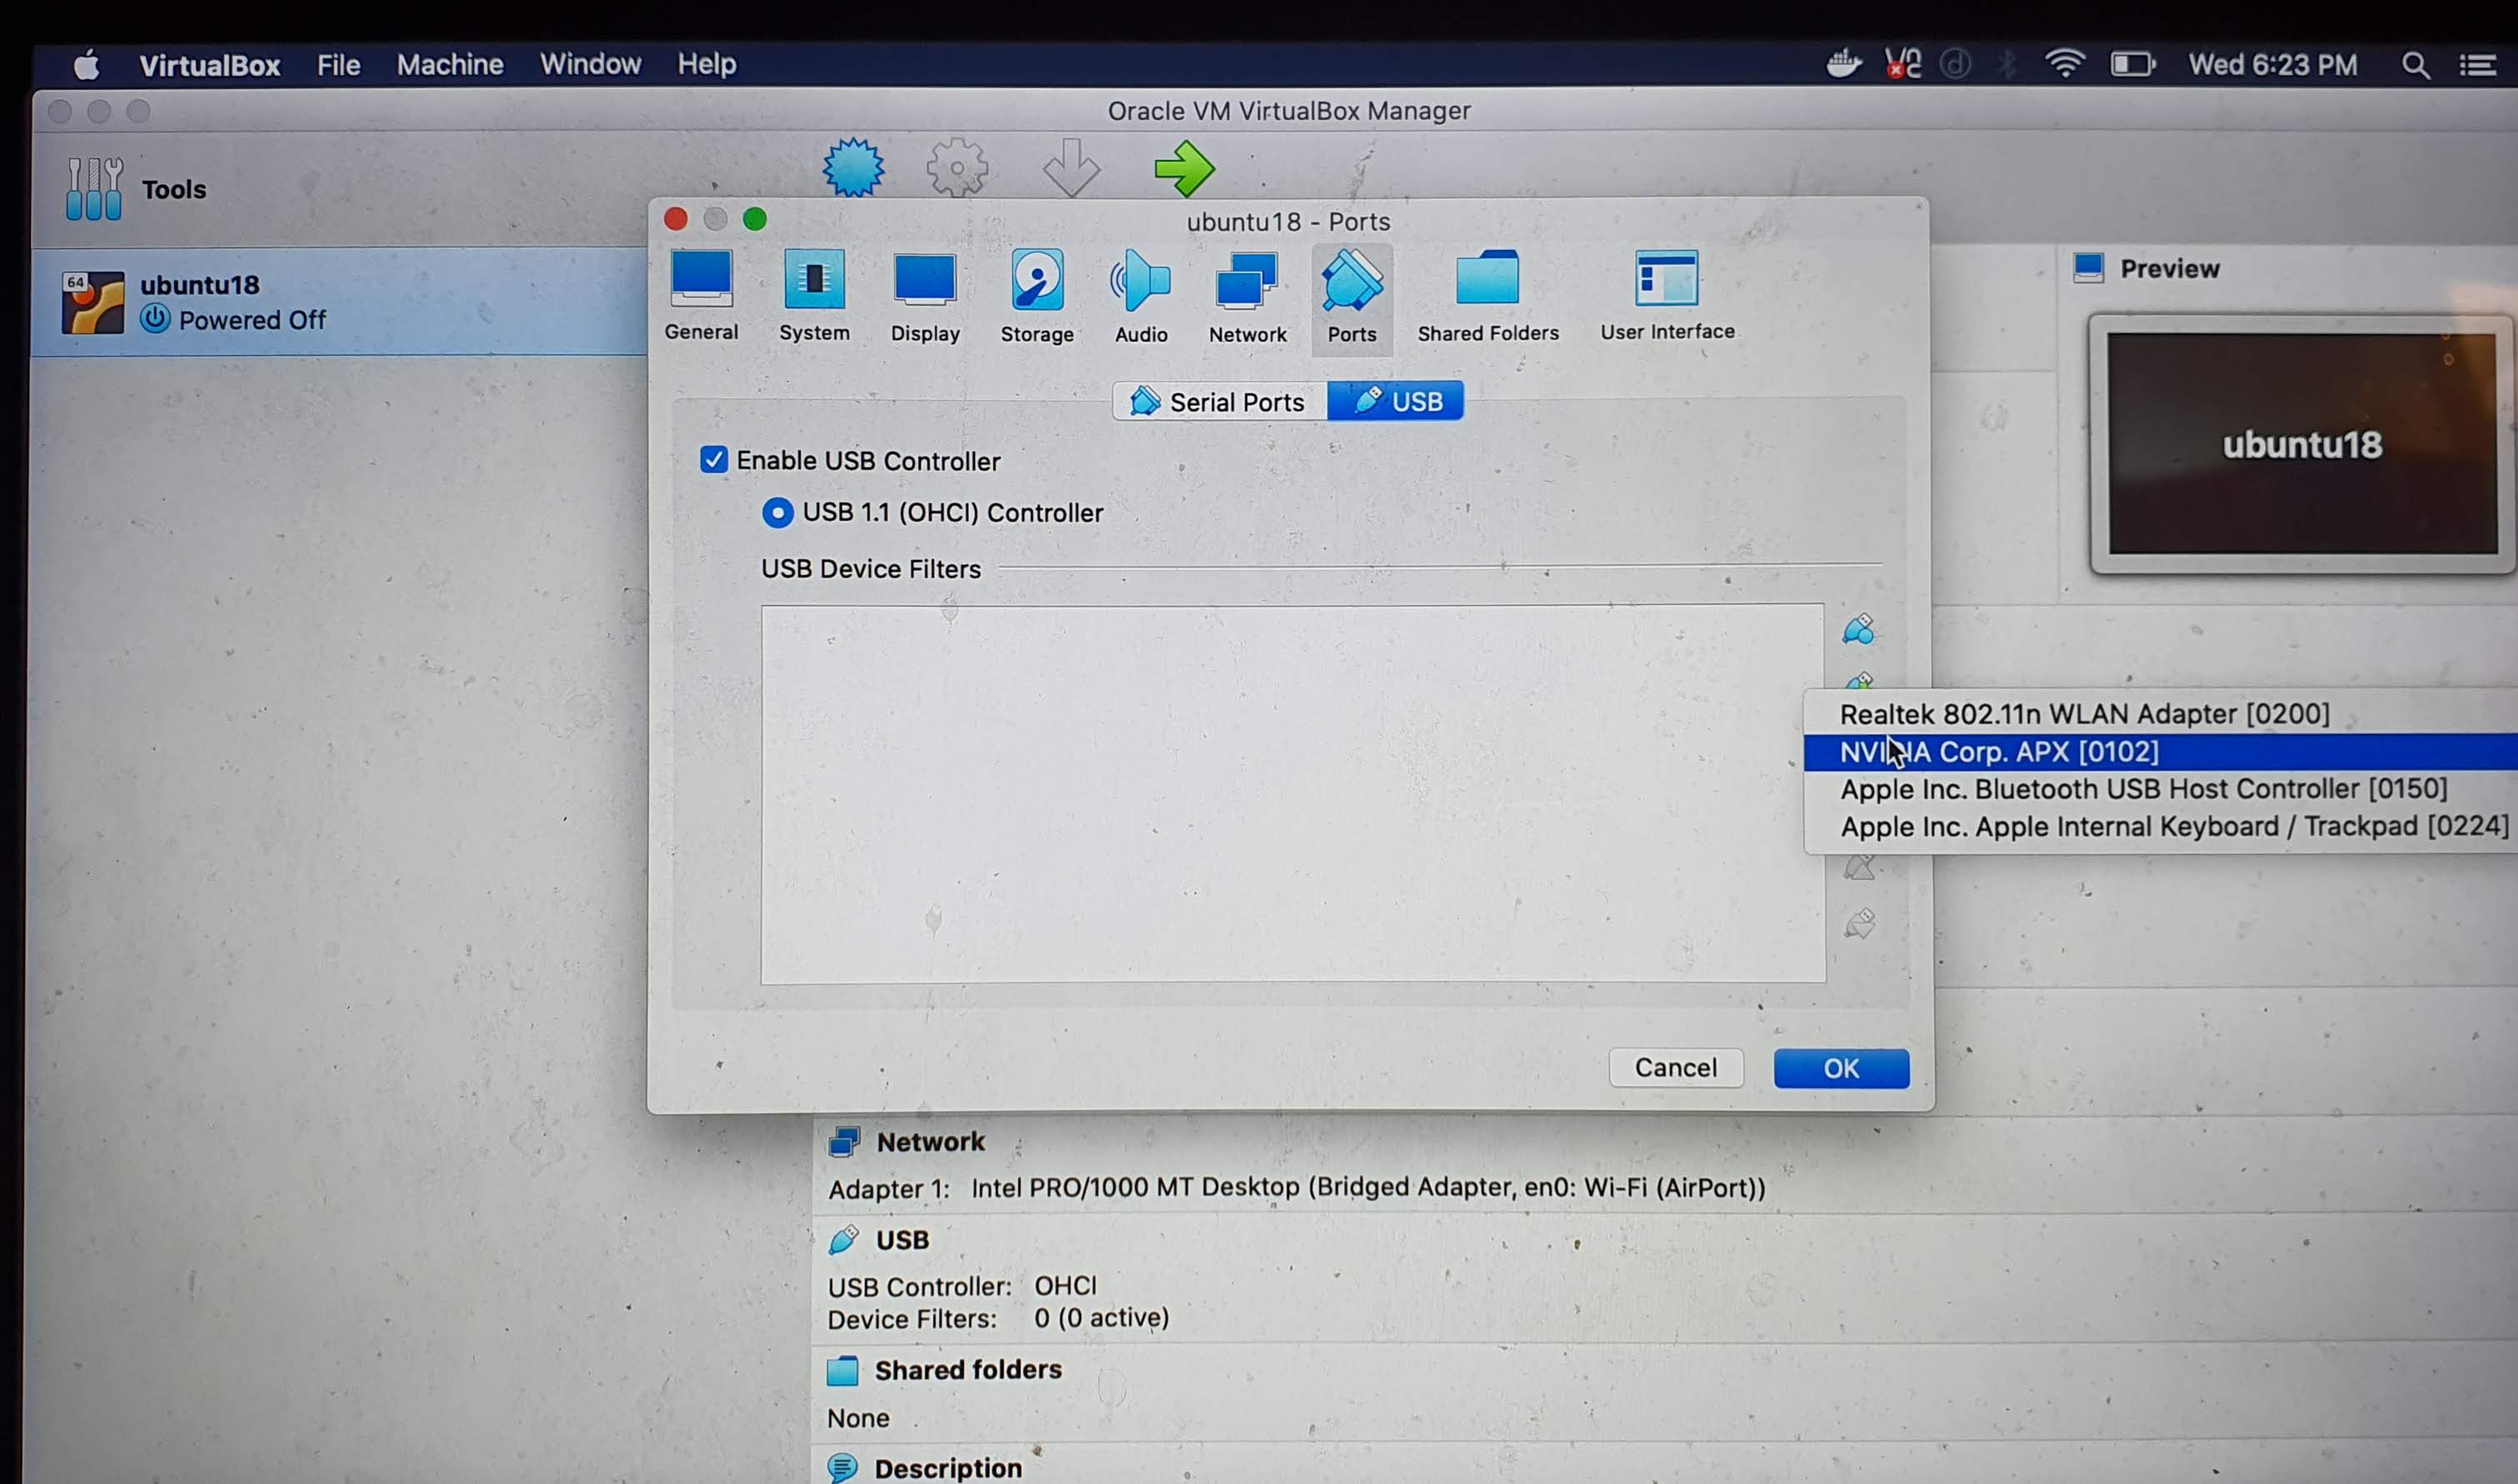 VirtualBox File Machine Window Help Wed 6:23 PM
Oracle VM VirtualBox Manager
Tools
64 ubuntu18
Powered Off
ubuntu18 - Ports
General System Display Storage Audio Network Ports Shared Folders User Interface
Preview
ubuntu18
Serial Ports USB
Enable USB Controller
USB 1.1 (OHCI) Controller
USB Device Filters
Realtek 802.11n WLAN Adapter [0200]
Corp. APX [0102]
Apple Inc. Bluetooth USB Host Controller [0150]
Apple Inc. Apple Internal Keyboard / Trackpad [0224]
Cancel OK
Network
Adapter 1: Intel PRO/1000 MT Desktop (Bridged Adapter, en0: Wi-Fi (AirPort))
USB
USB Controller: OHCI
Device Filters: 0 (0 active)
Shared folders
None
Description